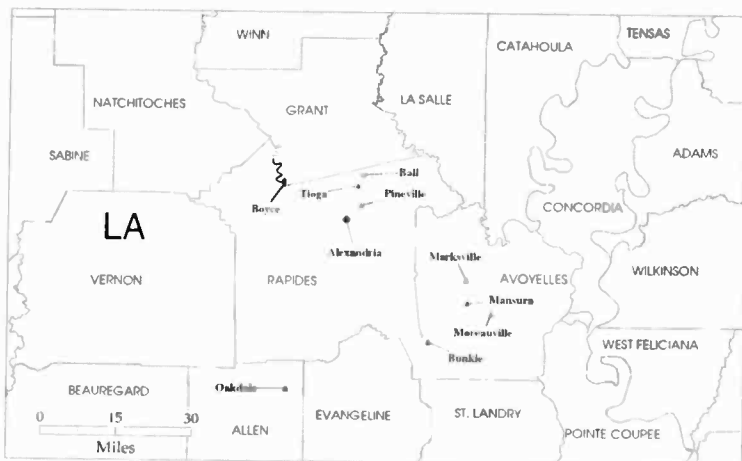 WINN
CATAHOULA
TENSAS
NATCHITOCHES
GRANT
LA SALLE
SABINE
ADAMS
Ball
Tioga
Pineville
Boyce
CONCORDIA
LA
Alexandria
Marksville
VERNON
RAPIDES
AVOYELLES
WILKINSON
Mansura
Moreauville
Bunkie
WEST FELICIANA
BEAUREGARD
Oakdale
0 15 30
Miles
ALLEN
EVANGELINE
ST. LANDRY
POINTE COUPEE